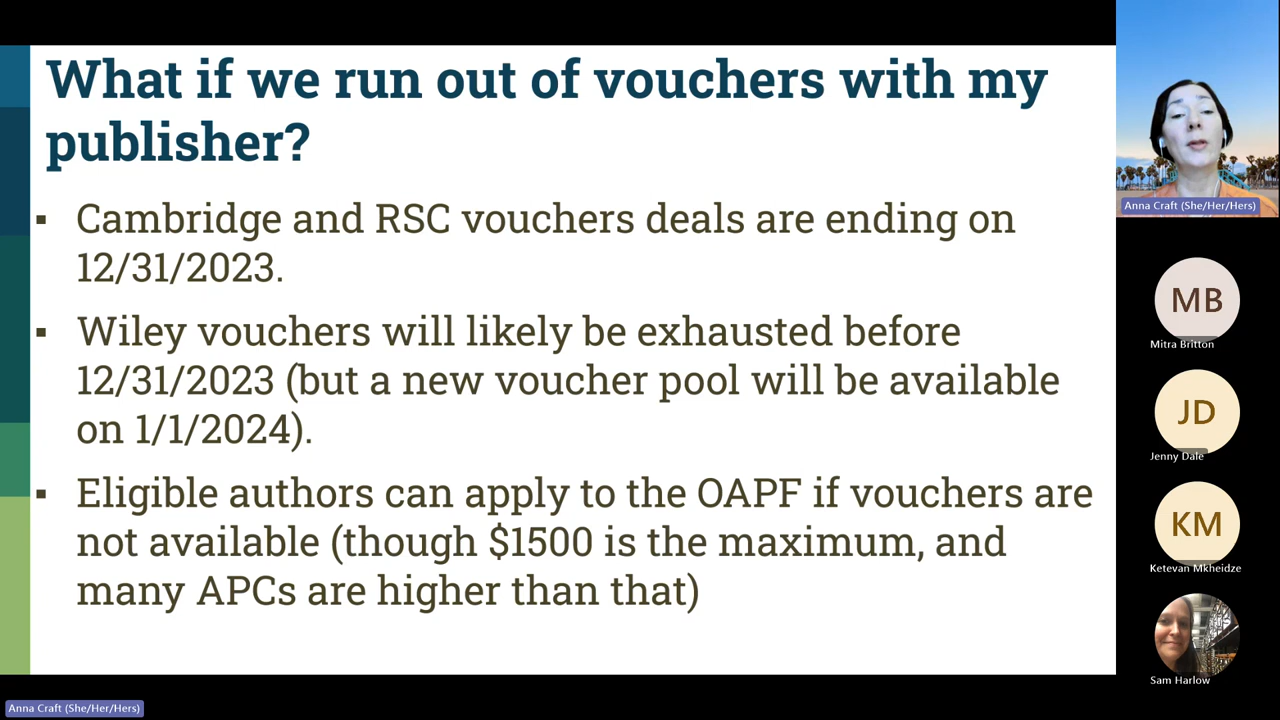 What if we run out of vouchers with my
publisher?
▪ Cambridge and RSC vouchers deals are ending on
12/31/2023.
▪ Wiley vouchers will likely be exhausted before
12/31/2023 (but a new voucher pool will be available
on 1/1/2024).
▪ Eligible authors can apply to the OAPF if vouchers are
not available (though $1500 is the maximum, and
many APCs are higher than that)
Anna Craft (She/Her/Hers)
MB
Mitra Britton
JD
Jenny Dale
KM
Ketevan Mkheidze
Sam Harlow
Anna Craft (She/Her/Hers)